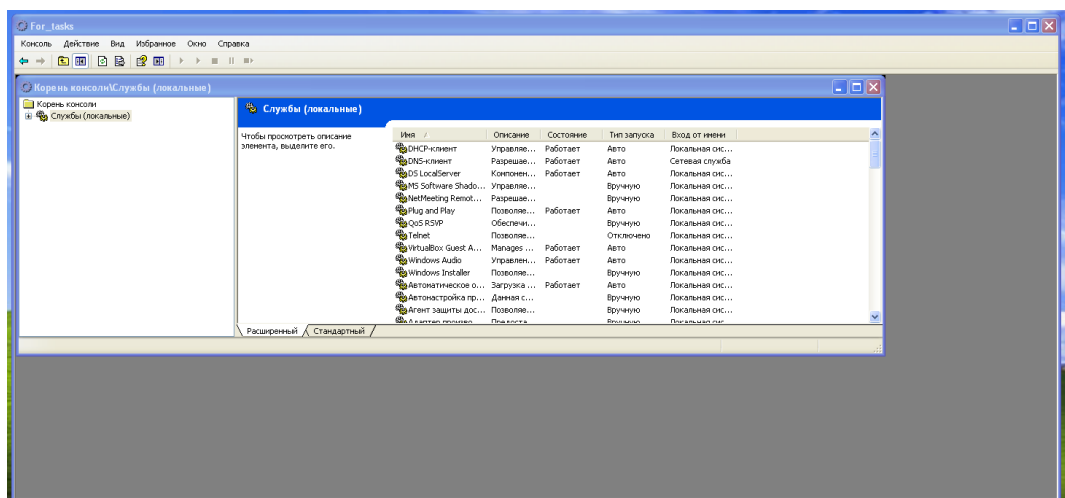 For_tasks
Консоль Действие Вид Избранное Окно Справка
Корень консоли\Службы (локальные)
Корень консоли
Службы (локальные)
Службы (локальные)
Чтобы просмотреть описание
элемента, выделите его.
Имя Описание Состояние Тип запуска Вход от имени
DHCP-клиент Управляе... Работает Авто Локальная сис...
DNS-клиент Разрешае... Работает Авто Сетевая служба
DS LocalServer Компонен... Работает Авто Локальная сис...
MS Software Shado... Управляе... Вручную Локальная сис...
NetMeeting Remot... Разрешае... Вручную Локальная сис...
Plug and Play Позволяе... Работает Авто Локальная сис...
QoS RSVP Обеспечи... Вручную Локальная сис...
Telnet Позволяе... Отключено Локальная сис...
VirtualBox Guest A... Manages ... Работает Авто Локальная сис...
Windows Audio Управлен... Работает Авто Локальная сис...
Windows Installer Позволяе... Вручную Локальная сис...
Автоматическое о... Загрузка ... Работает Авто Локальная сис...
Автонастройка пр... Данная с... Вручную Локальная сис...
Агент защиты дос... Позволяе... Вручную Локальная сис...
Расширенный Стандартный